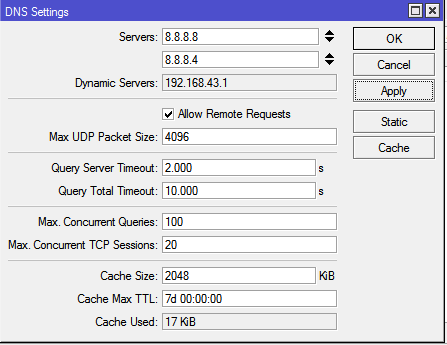 DNS Settings
Servers: 8.8.8.8 OK
8.8.8.4 Cancel
Dynamic Servers: 192.168.43.1 Apply
Allow Remote Requests Static
Max UDP Packet Size: 4096 Cache
Query Server Timeout: 2.000 s
Query Total Timeout: 10.000 s
Max. Concurrent Queries: 100
Max. Concurrent TCP Sessions: 20
Cache Size: 2048 KiB
Cache Max TTL: 7d 00:00:00
Cache Used: 17 KiB